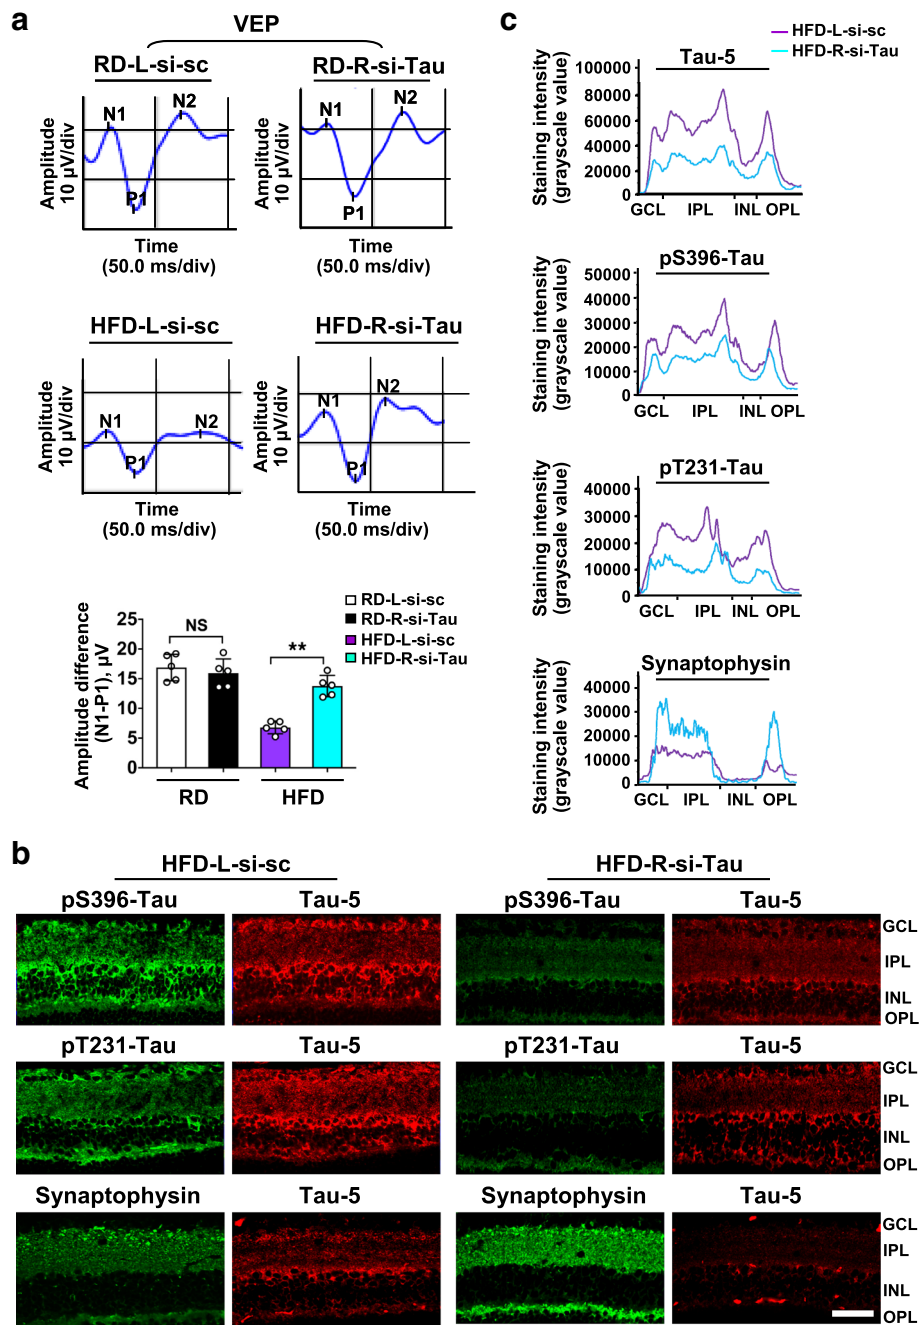 a
VEP
RD-L-si-sc
RD-R-si-Tau
Amplitude
10 μV/div
N1
N2
P1
Amplitude
10 μV/div
N1
N2
P1
Time
(50.0 ms/div)
Time
(50.0 ms/div)
HFD-L-si-sc
HFD-R-si-Tau
Amplitude
10 μV/div
N1
N2
P1
Amplitude
10 μV/div
N1
N2
P1
Time
(50.0 ms/div)
Time
(50.0 ms/div)
Amplitude difference
(N1-P1), μV
25
20
15
10
5
0
NS
**
RD
HFD
RD-L-si-sc
RD-R-si-Tau
HFD-L-si-sc
HFD-R-si-Tau
c
HFD-L-si-sc
HFD-R-si-Tau
Tau-5
Staining intensity
(grayscale value)
100000
80000
60000
40000
20000
0
GCL IPL INL OPL
pS396-Tau
Staining intensity
(grayscale value)
50000
40000
30000
20000
10000
0
GCL IPL INL OPL
pT231-Tau
Staining intensity
(grayscale value)
40000
30000
20000
10000
0
GCL IPL INL OPL
Synaptophysin
Staining intensity
(grayscale value)
40000
30000
20000
10000
0
GCL IPL INL OPL
b
HFD-L-si-sc
HFD-R-si-Tau
pS396-Tau
Tau-5
pS396-Tau
Tau-5
GCL
IPL
INL
OPL
pT231-Tau
Tau-5
pT231-Tau
Tau-5
GCL
IPL
INL
OPL
Synaptophysin
Tau-5
Synaptophysin
Tau-5
GCL
IPL
INL
OPL